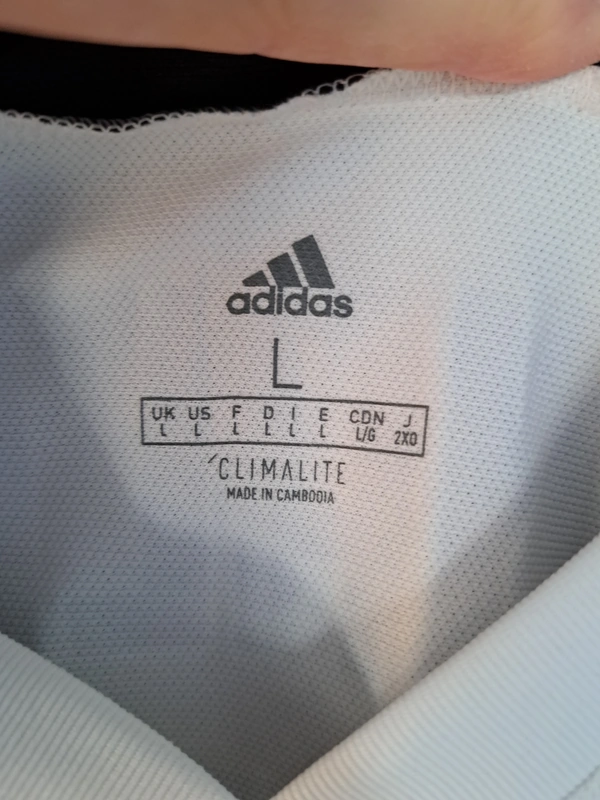 adidas
L
UK US F D I E CDN J
L L L L L L L/G 2XO
CLIMALITE
MADE IN CAMBODIA